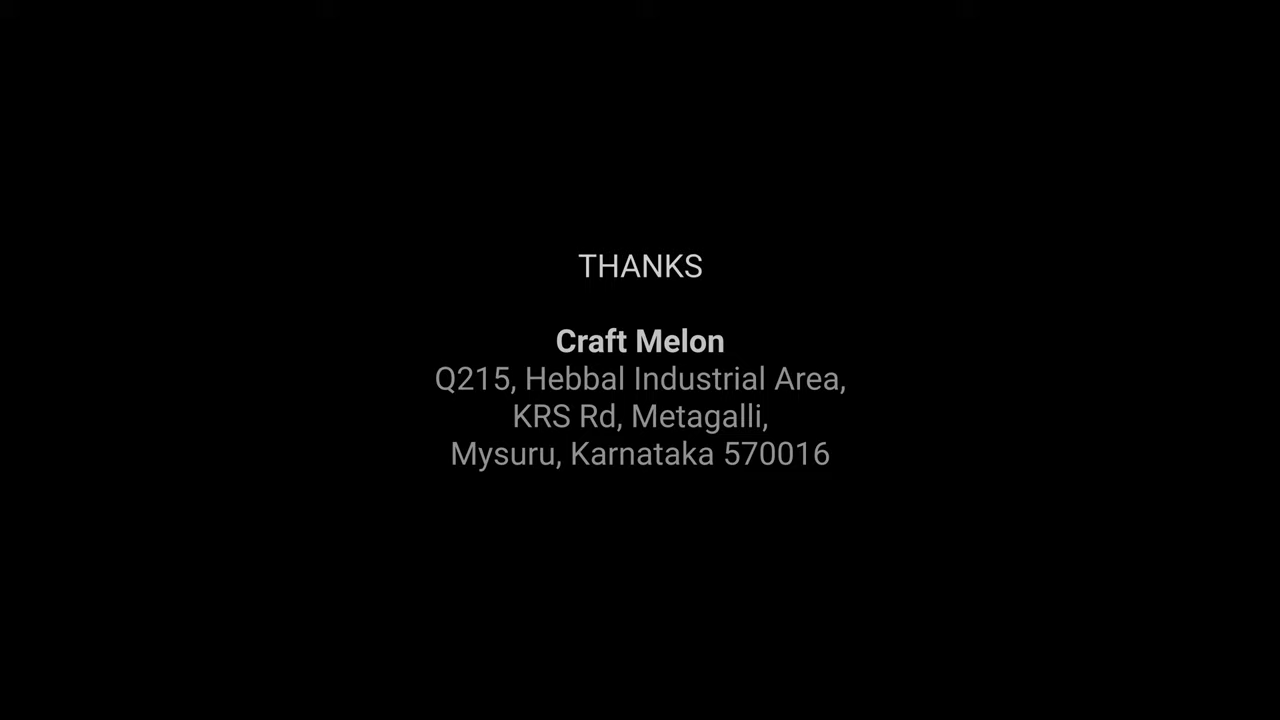 THANKS
Craft Melon
Q215, Hebbal Industrial Area,
KRS Rd, Metagalli,
Mysuru, Karnataka 570016